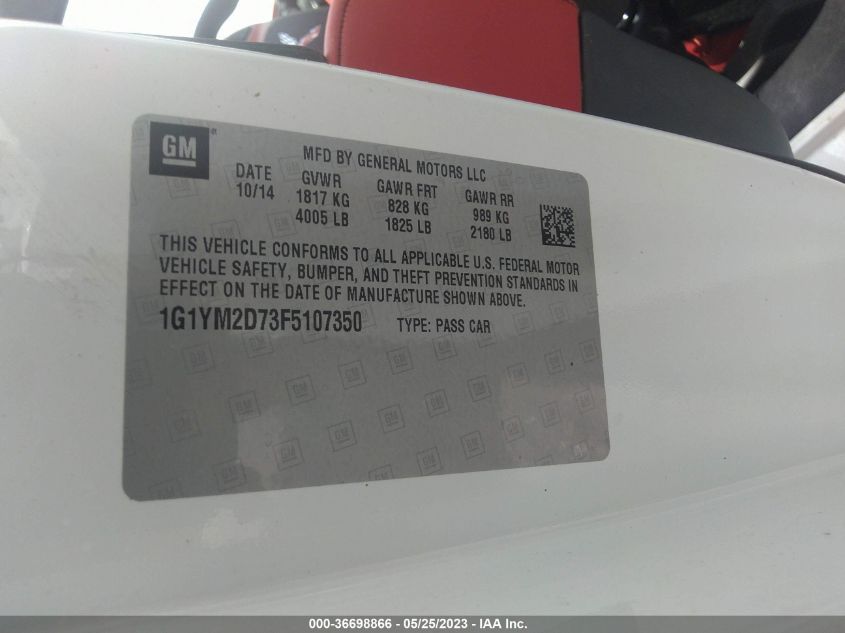 GM
MFD BY GENERAL MOTORS LLC
DATE GVWR GAWR FRT GAWR RR
10/14 1817 KG 828 KG 989 KG
4005 LB 1825 LB 2180 LB
THIS VEHICLE CONFORMS TO ALL APPLICABLE U.S. FEDERAL MOTOR
VEHICLE SAFETY, BUMPER, AND THEFT PREVENTION STANDARDS IN
EFFECT ON THE DATE OF MANUFACTURE SHOWN ABOVE.
1G1YM2D73F5107350 TYPE: PASS CAR
000-36698866 - 05/25/2023 - IAA Inc.